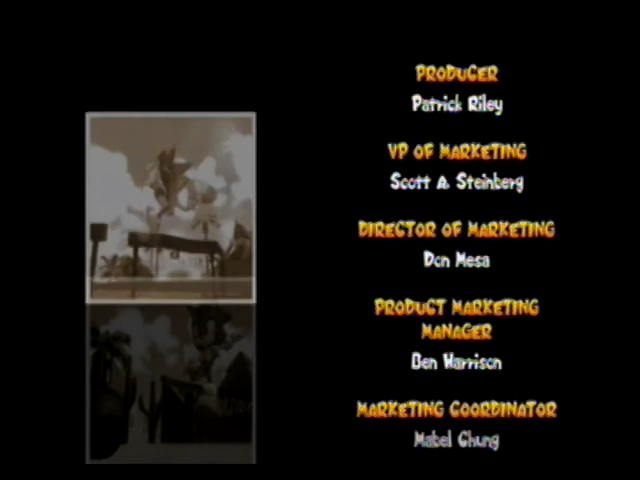 PRODUCER
Patrick Riley
VP OF MARKETING
Scott A. Steinberg
DIRECTOR OF MARKETING
Don Mesa
PRODUCT MARKETING
MANAGER
Ben Harrison
MARKETING COORDINATOR
Mabel Chung